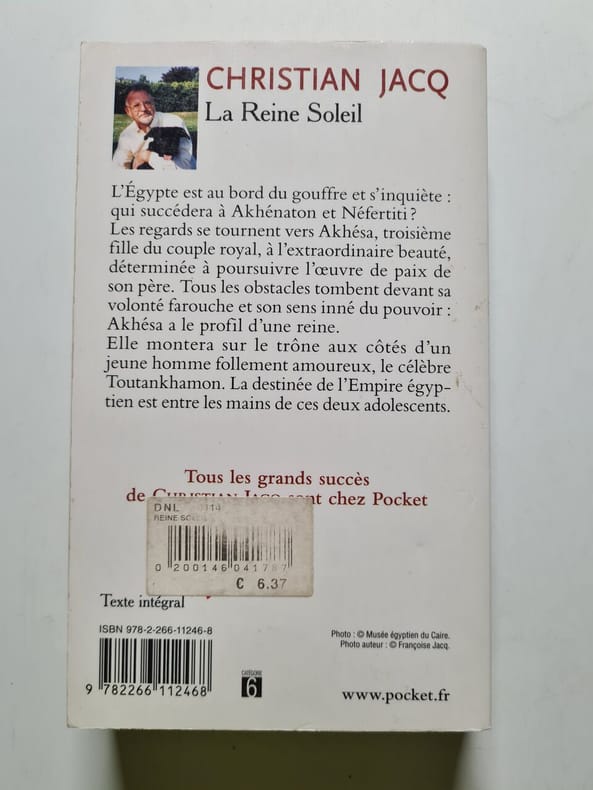 CHRISTIAN JACQ
La Reine Soleil
L'Égypte est au bord du gouffre et s'inquiète :
qui succédera à Akhénaton et Néfertiti ?
Les regards se tournent vers Akhésa, troisième
fille du couple royal, à l'extraordinaire beauté,
déterminée à poursuivre l'œuvre de paix de
son père. Tous les obstacles tombent devant sa
volonté farouche et son sens inné du pouvoir :
Akhésa a le profil d'une reine.
Elle montera sur le trône aux côtés d'un
jeune homme follement amoureux, le célèbre
Toutankhamon. La destinée de l'Empire égyp-
tien est entre les mains de ces deux adolescents.
Tous les grands succès
de CHRISTIAN JACQ sont chez Pocket
DNL
REINE
0 200146 041787
€ 6.37
Texte intégral
ISBN 978-2-266-11246-8
9 782266 112468
CATÉGORIE
6
Photo : © Musée égyptien du Caire.
Photo auteur : © Françoise Jacq.
www.pocket.fr